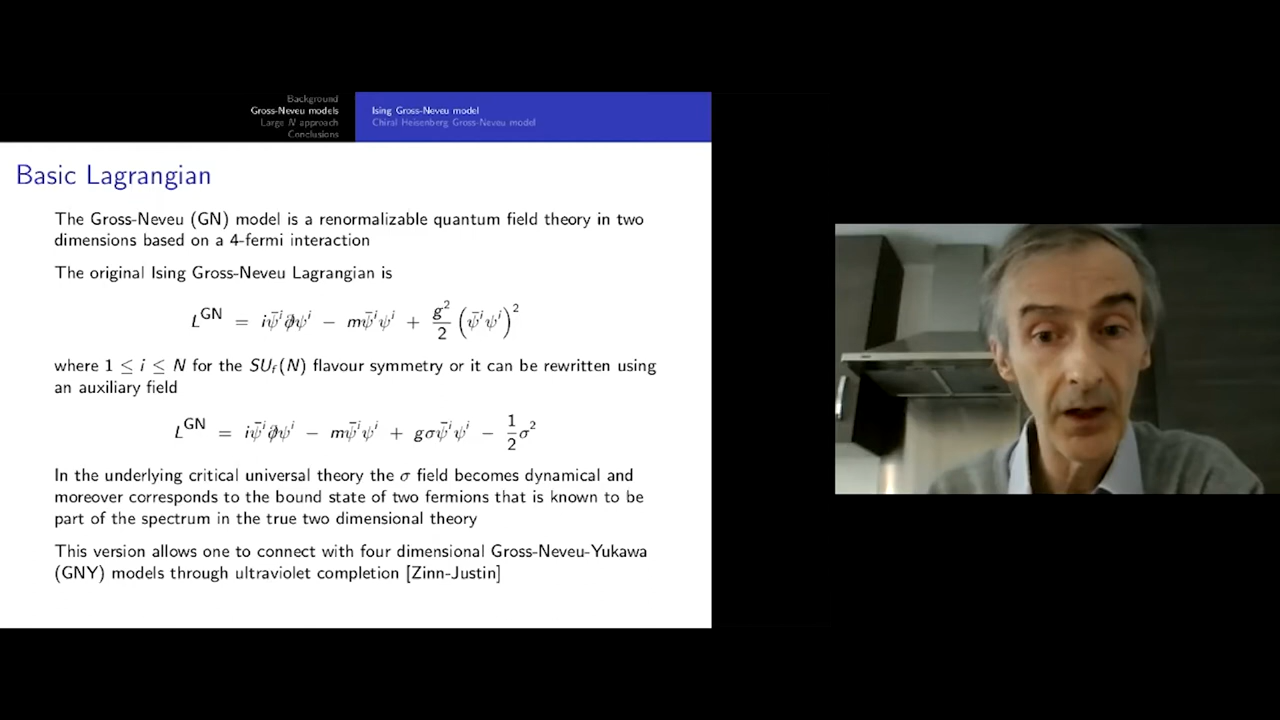 Background
Gross-Neveu models
Large N approach
Conclusions
Ising Gross-Neveu model
Chiral Heisenberg Gross-Neveu model
Basic Lagrangian
The Gross-Neveu (GN) model is a renormalizable quantum field theory in two
dimensions based on a 4-fermi interaction
The original Ising Gross-Neveu Lagrangian is
L^GN = iψ̄^i ∂̸ψ^i − mψ̄^iψ^i + g²/2 (ψ̄^iψ^i)²
where 1 ≤ i ≤ N for the SU_f(N) flavour symmetry or it can be rewritten using
an auxiliary field
L^GN = iψ̄^i ∂̸ψ^i − mψ̄^iψ^i + gσψ̄^iψ^i − 1/2 σ²
In the underlying critical universal theory the σ field becomes dynamical and
moreover corresponds to the bound state of two fermions that is known to be
part of the spectrum in the true two dimensional theory
This version allows one to connect with four dimensional Gross-Neveu-Yukawa
(GNY) models through ultraviolet completion [Zinn-Justin]